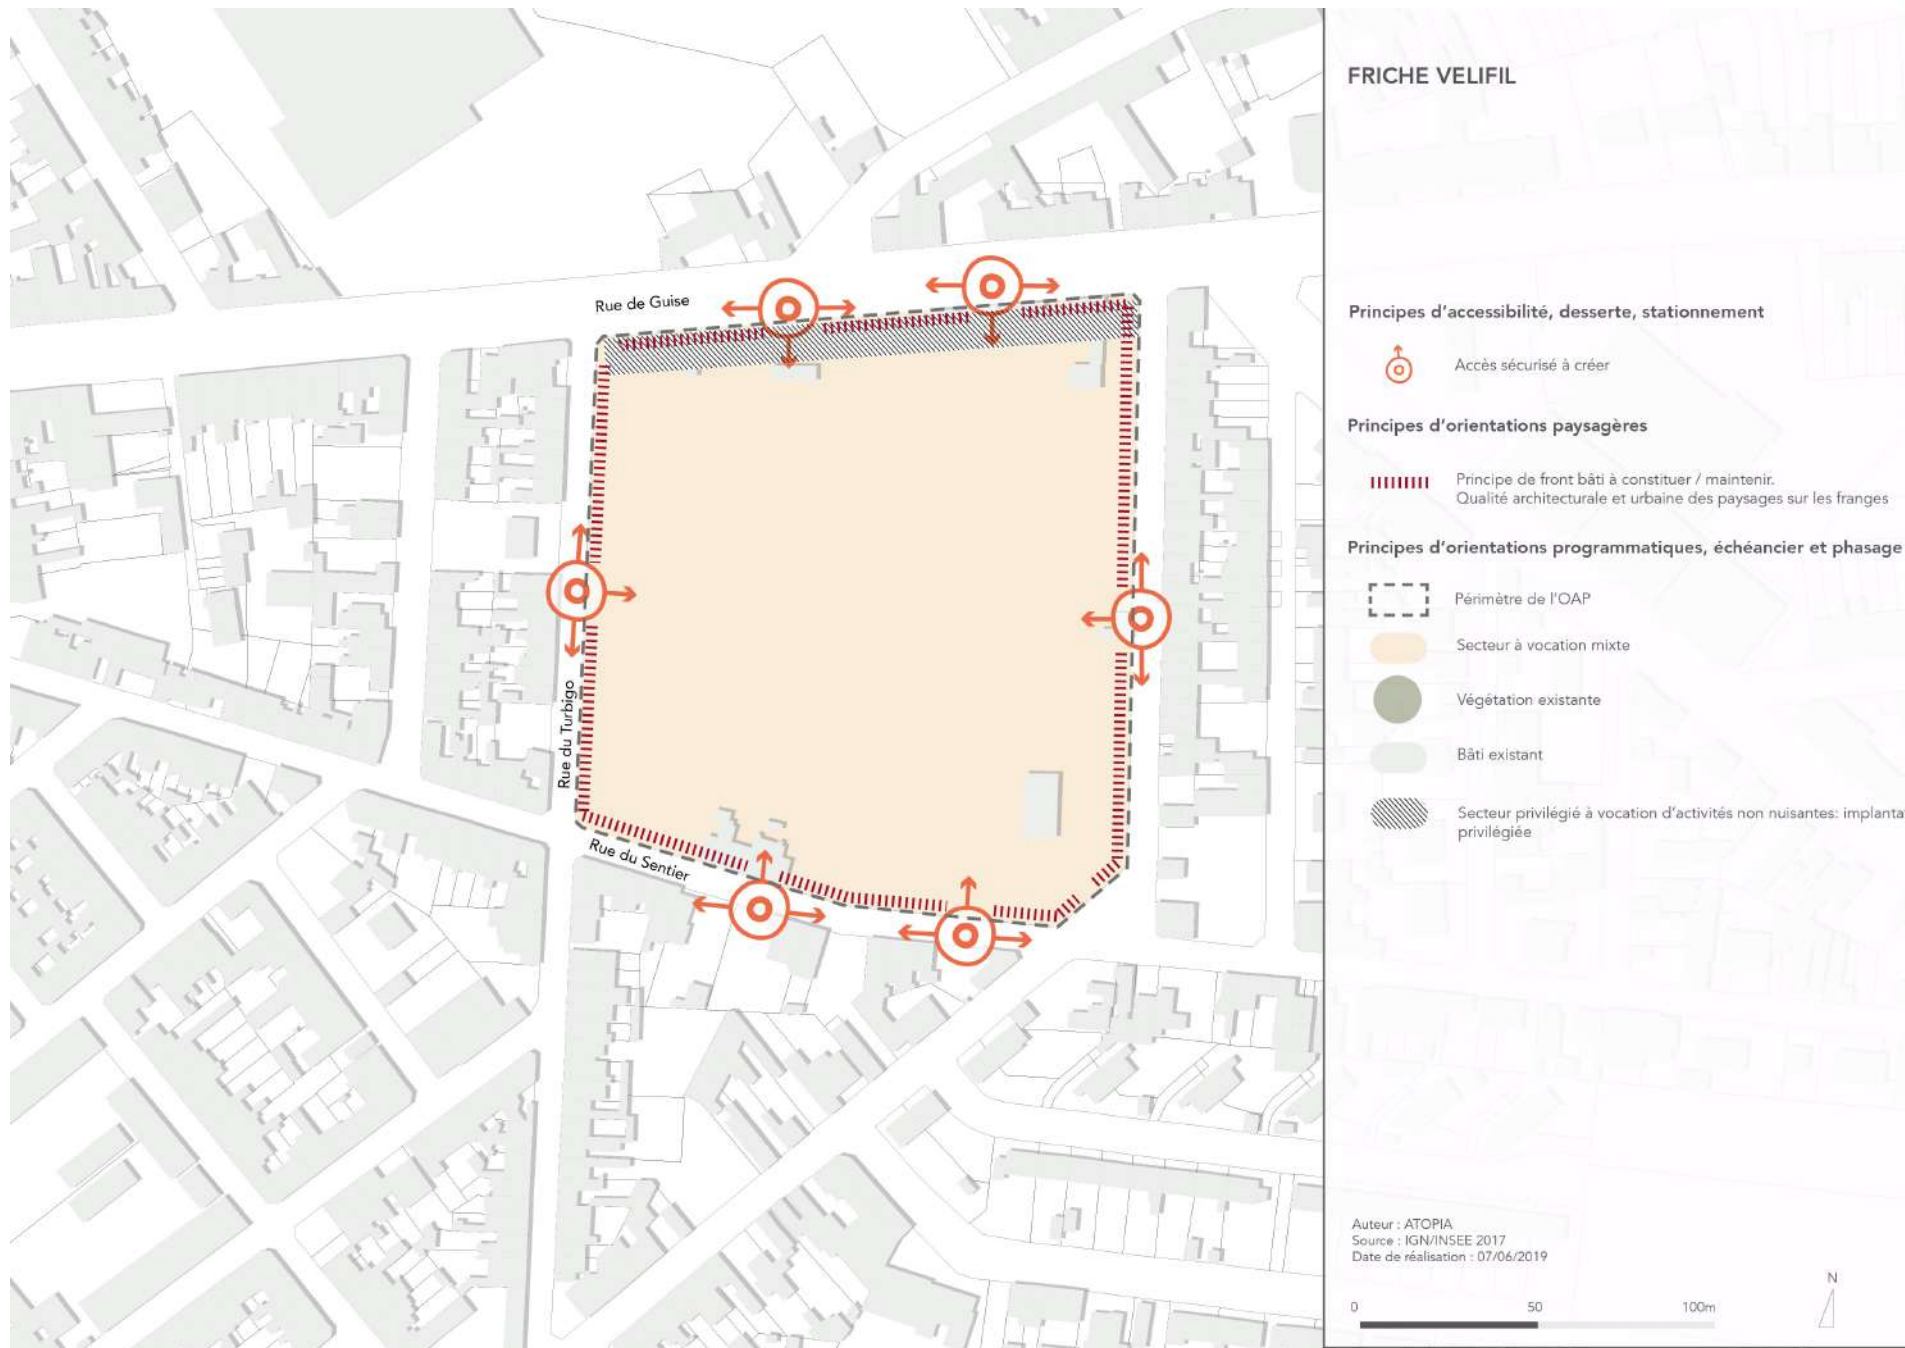 FRICHE VELIFIL
Rue de Guise
Rue du Turbigo
Rue du Sentier
Principes d'accessibilité, desserte, stationnement
Accès sécurisé à créer
Principes d'orientations paysagères
Principe de front bâti à constituer / maintenir.
Qualité architecturale et urbaine des paysages sur les franges
Principes d'orientations programmatiques, échéancier et phasage
Périmètre de l'OAP
Secteur à vocation mixte
Végétation existante
Bâti existant
Secteur privilégié à vocation d'activités non nuisantes: implanta
privilégiée
Auteur : ATOPIA
Source : IGN/INSEE 2017
Date de réalisation : 07/06/2019
N
0 50 100m